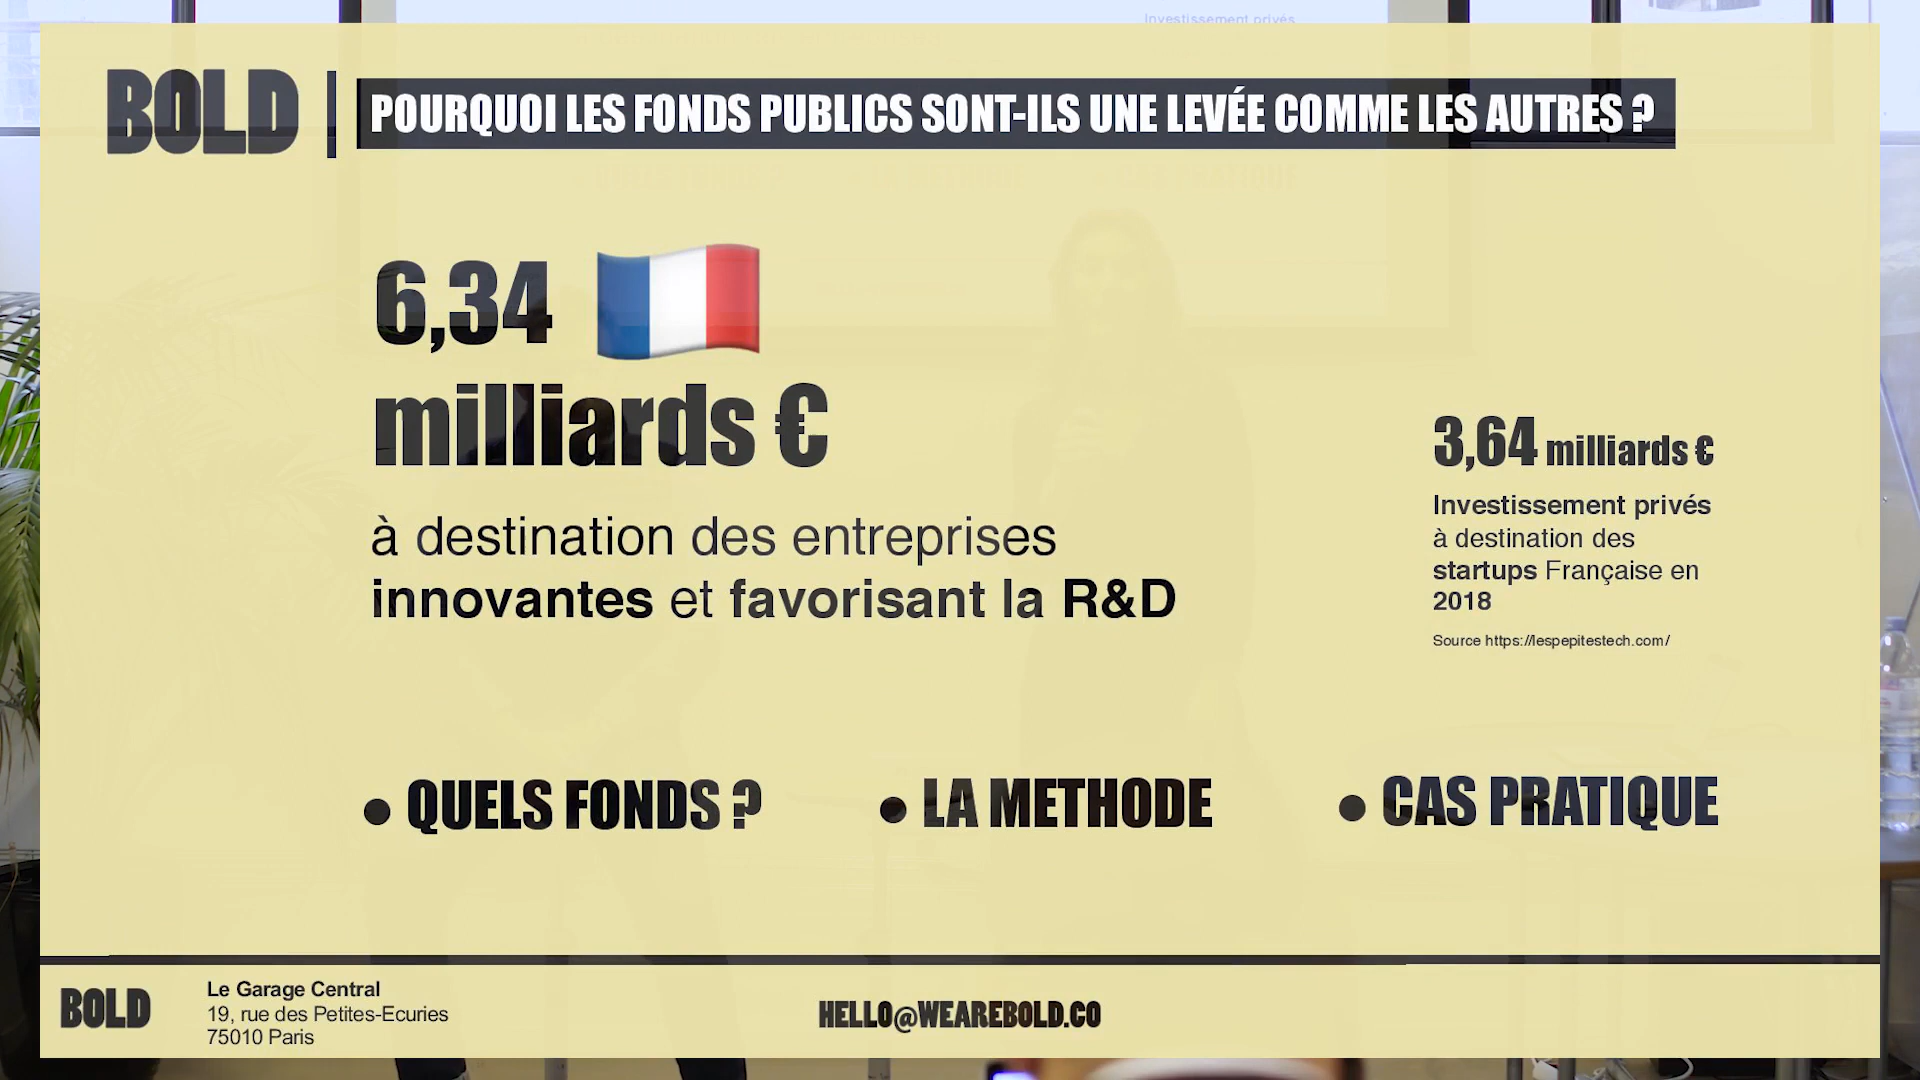 Investissement privés
BOLD
POURQUOI LES FONDS PUBLICS SONT-ILS UNE LEVÉE COMME LES AUTRES ?
6,34
milliards €
à destination des entreprises
innovantes et favorisant la R&D
3,64 milliards €
Investissement privés
à destination des
startups Française en
2018
Source https://lespepitestech.com/
• QUELS FONDS ?
• LA METHODE
• CAS PRATIQUE
BOLD
Le Garage Central
19, rue des Petites-Ecuries
75010 Paris
HELLO@WEAREBOLD.CO